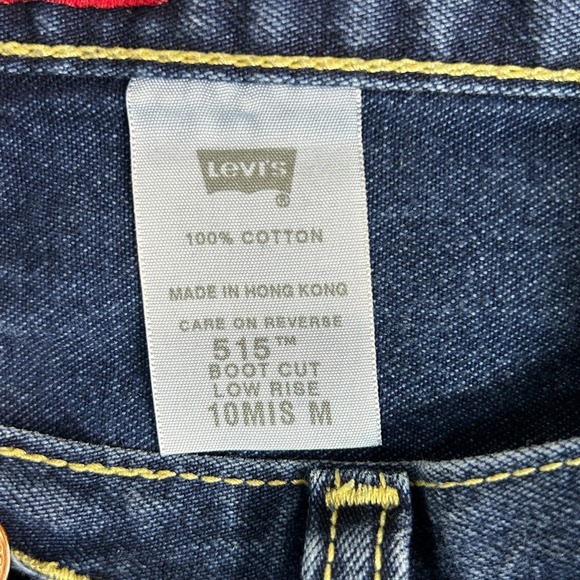 Levi's
®
100% COTTON
MADE IN HONG KONG
CARE ON REVERSE
515™
BOOT CUT
LOW RISE
10MIS M